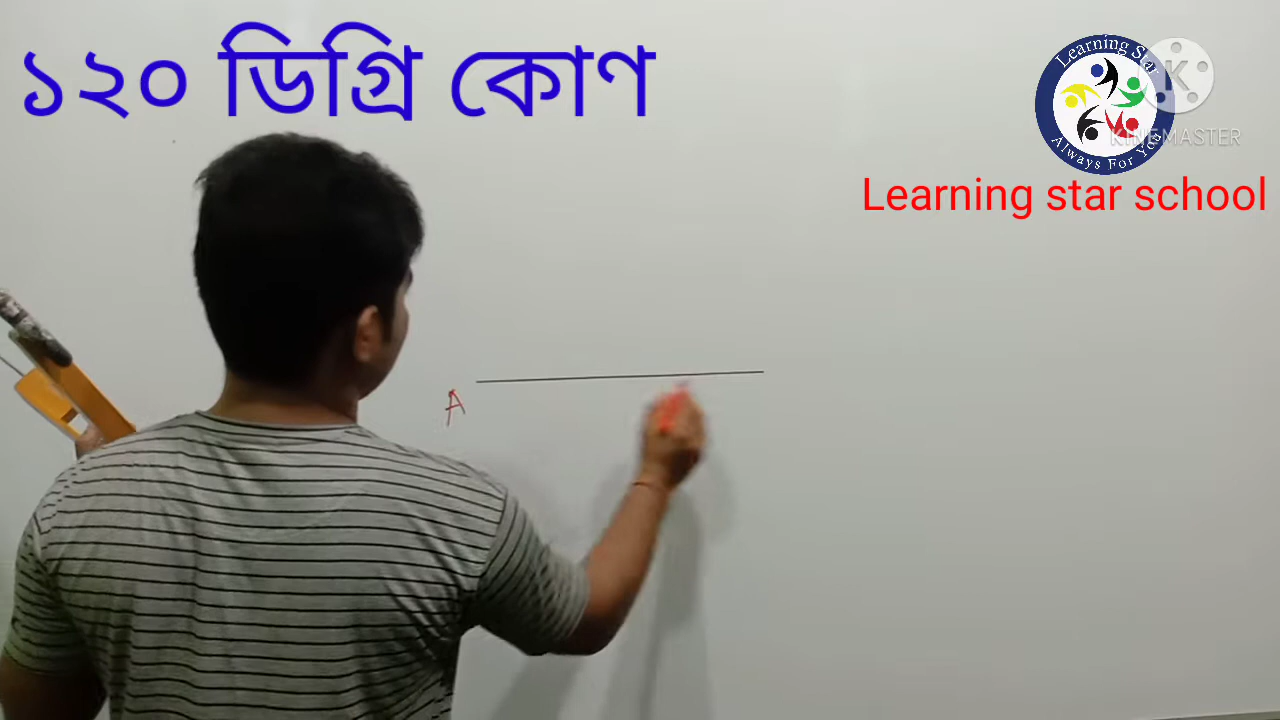 ১২০ ডিগ্রি কোণ
Learning Star
Always For You
KINEMASTER
Learning star school
A